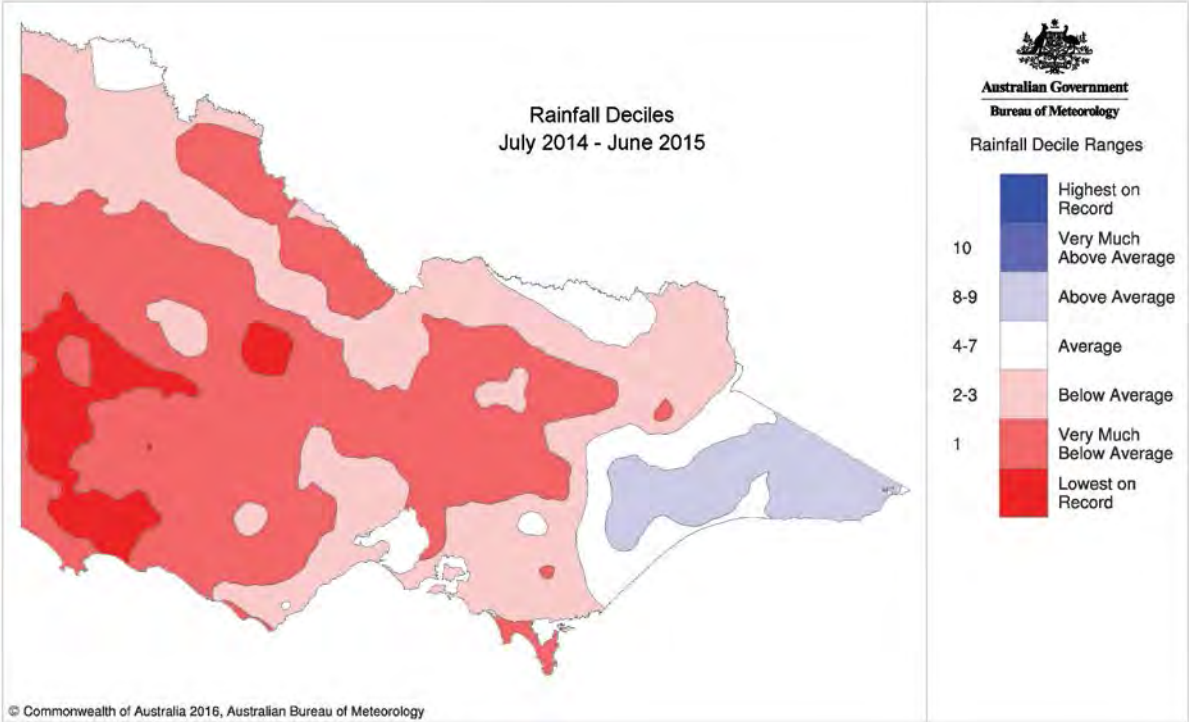 Rainfall Deciles
July 2014 - June 2015
Australian Government
Bureau of Meteorology
Rainfall Decile Ranges
Highest on
Record
10
Very Much
Above Average
8-9
Above Average
4-7
Average
2-3
Below Average
1
Very Much
Below Average
Lowest on
Record
© Commonwealth of Australia 2016, Australian Bureau of Meteorology